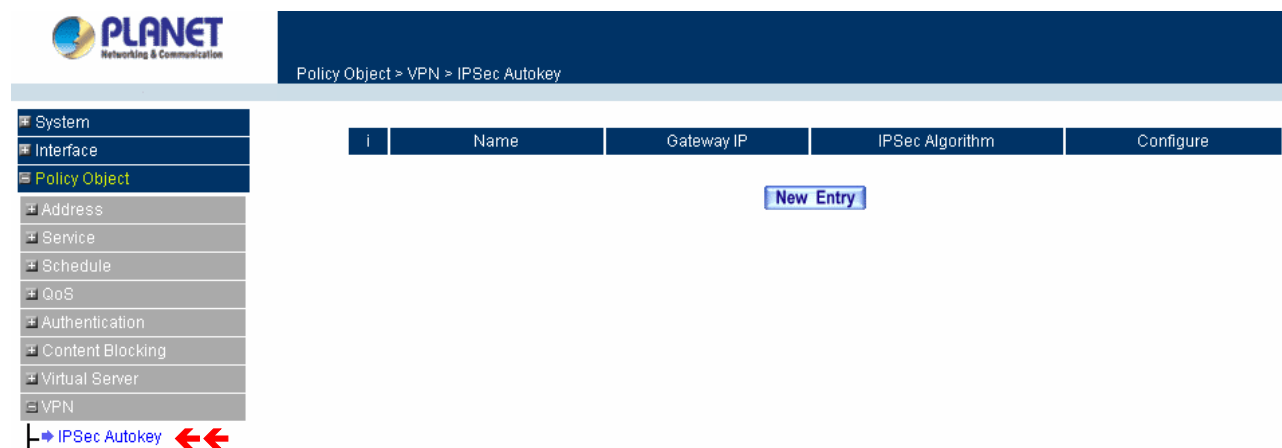 PLANET
Networking & Communication
Policy Object > VPN > IPSec Autokey
System
Interface
Policy Object
Address
Service
Schedule
QoS
Authentication
Content Blocking
Virtual Server
VPN
IPSec Autokey
i Name Gateway IP IPSec Algorithm Configure
New Entry